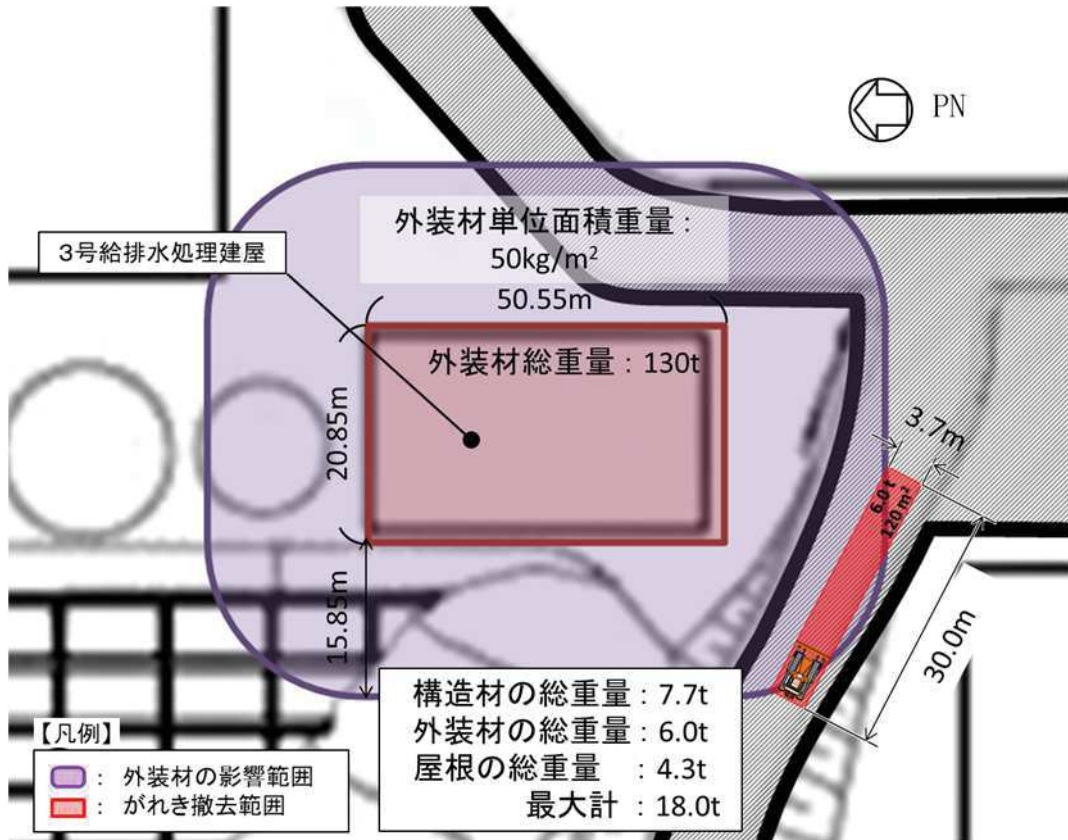 PN
外装材単位面積重量：
50kg/m²
50.55m
3号給排水処理建屋
外装材総重量：130t
20.85m
3.7m
6.0 t
120 m²
15.85m
30.0m
構造材の総重量：7.7t
外装材の総重量：6.0t
屋根の総重量　：4.3t
最大計：18.0t
【凡例】
：外装材の影響範囲
：がれき撤去範囲